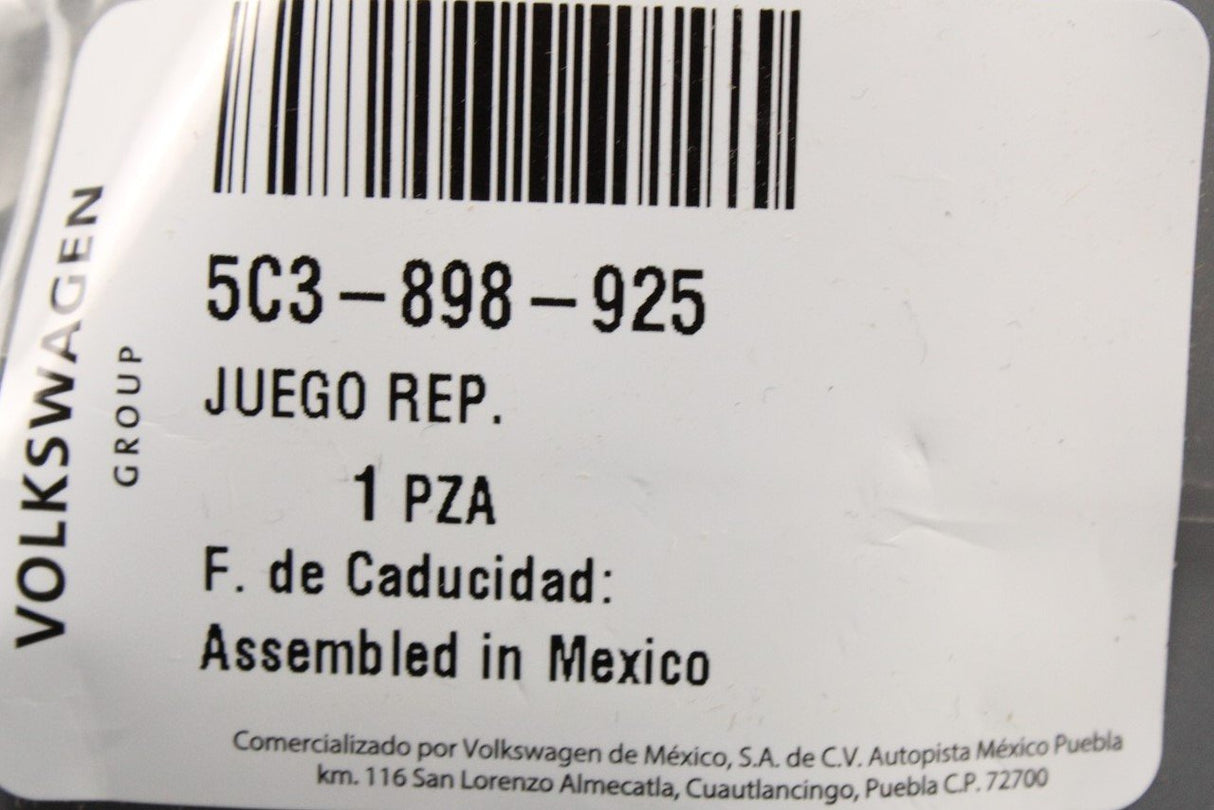 VOLKSWAGEN
GROUP
5C3-898-925
JUEGO REP.
1 PZA
F. de Caducidad:
Assembled in Mexico
Comercializado por Volkswagen de México, S.A. de C.V. Autopista México Puebla
km. 116 San Lorenzo Almecatla, Cuautlancingo, Puebla C.P. 72700